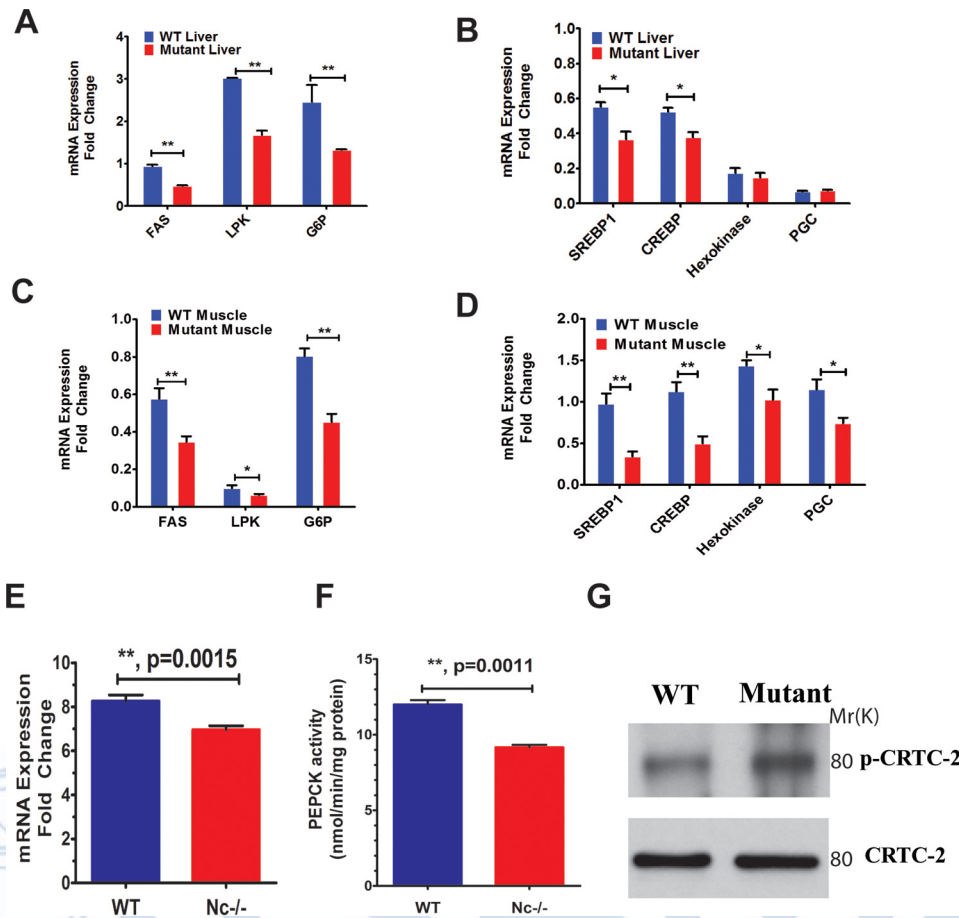 A
WT Liver
Mutant Liver
mRNA Expression
Fold Change
4
3
2
1
0
**
**
**
FAS
LPK
G6P
B
WT Liver
Mutant Liver
mRNA Expression
Fold Change
1.0
0.8
0.6
0.4
0.2
0.0
*
*
SREBP1
CREBP
Hexokinase
PGC
C
WT Muscle
Mutant Muscle
mRNA Expression
Fold Change
1.0
0.8
0.6
0.4
0.2
0.0
**
*
**
FAS
LPK
G6P
D
WT Muscle
Mutant Muscle
mRNA Expression
Fold Change
2.0
1.5
1.0
0.5
0.0
**
**
*
*
SREBP1
CREBP
Hexokinase
PGC
E
mRNA Expression
Fold Change
10
8
6
4
2
0
**, p=0.0015
WT
Nc-/-
F
PEPCK activity
(nmol/min/mg protein)
15
12
9
6
3
0
**, p=0.0011
WT
Nc-/-
G
WT Mutant
Mr(K)
80 p-CRTC-2
80 CRTC-2